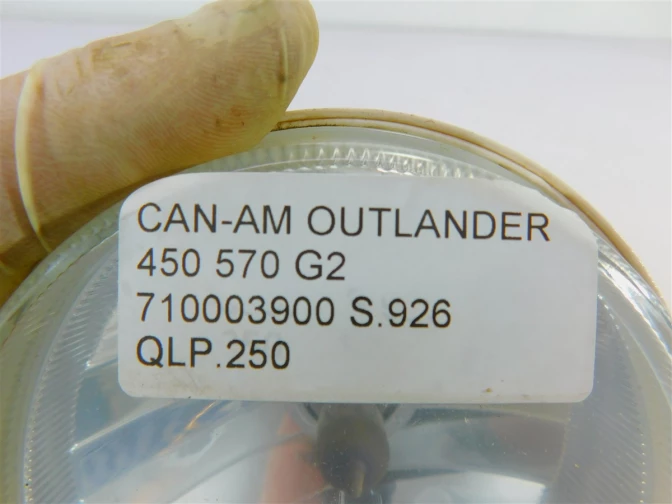 CAN-AM OUTLANDER
450 570 G2
710003900 S.926
QLP.250